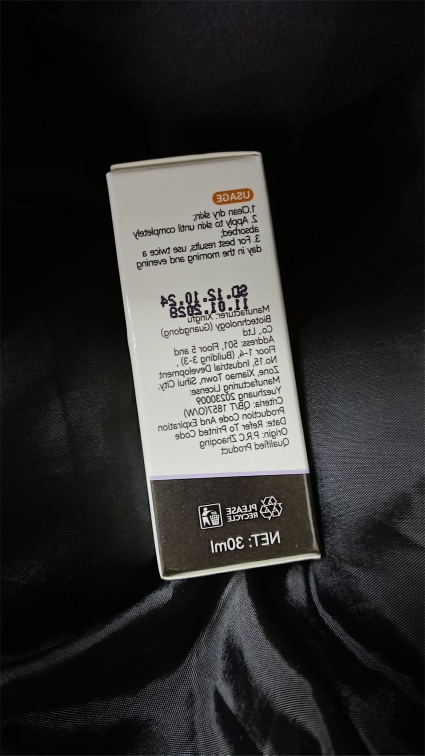 USAGE
1.Clean dry skin;
2. Apply to skin until completely
absorbed;
3. For best results, use twice a
day in the morning and evening
SD.12.10.24
11.01.2028
Manufacturer: Xingfu
Biotechnology (Guangdong)
Co., Ltd
Address: 501, Floor 5 and
Floor 1-4, (Building 3-3) ,
No.15, Industrial Development
Zone, Xiamao Town, Sihui City.
Manufacturing License:
Yuezhuang 20230009
Criteria: QB/T 1857(O/W)
Production Code And Expiration
Date: Refer To Printed Code
Origin: P.R.C Zhaoqing
Qualified Product
PLEASE
RECYCLE
NET: 30ml